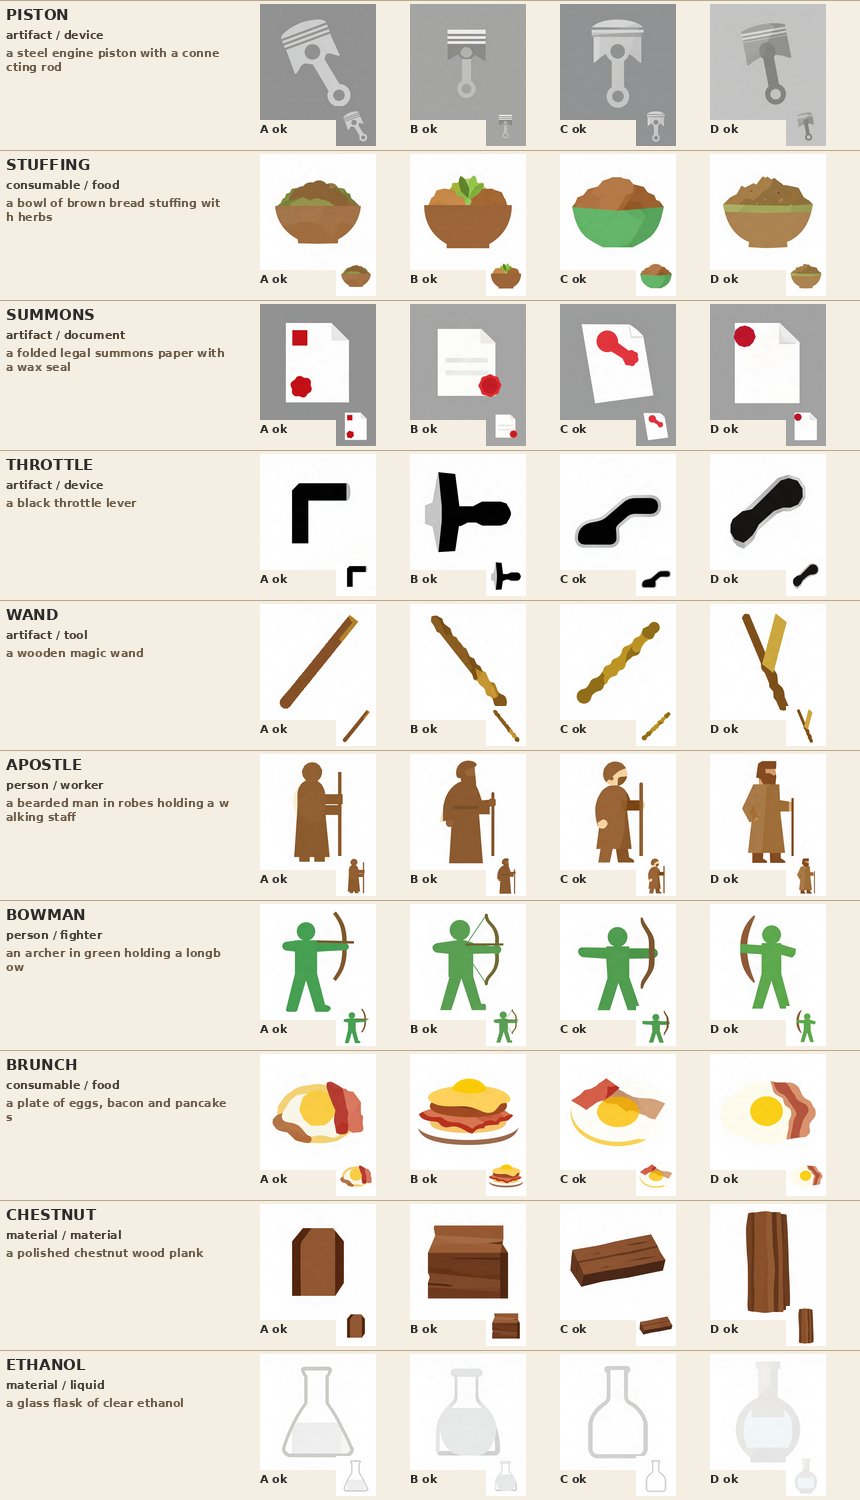 PISTON
artifact / device
a steel engine piston with a conne
cting rod
A ok
B ok
C ok
D ok
STUFFING
consumable / food
a bowl of brown bread stuffing wit
h herbs
A ok
B ok
C ok
D ok
SUMMONS
artifact / document
a folded legal summons paper with
a wax seal
A ok
B ok
C ok
D ok
THROTTLE
artifact / device
a black throttle lever
A ok
B ok
C ok
D ok
WAND
artifact / tool
a wooden magic wand
A ok
B ok
C ok
D ok
APOSTLE
person / worker
a bearded man in robes holding a w
alking staff
A ok
B ok
C ok
D ok
BOWMAN
person / fighter
an archer in green holding a longb
ow
A ok
B ok
C ok
D ok
BRUNCH
consumable / food
a plate of eggs, bacon and pancake
s
A ok
B ok
C ok
D ok
CHESTNUT
material / material
a polished chestnut wood plank
A ok
B ok
C ok
D ok
ETHANOL
material / liquid
a glass flask of clear ethanol
A ok
B ok
C ok
D ok